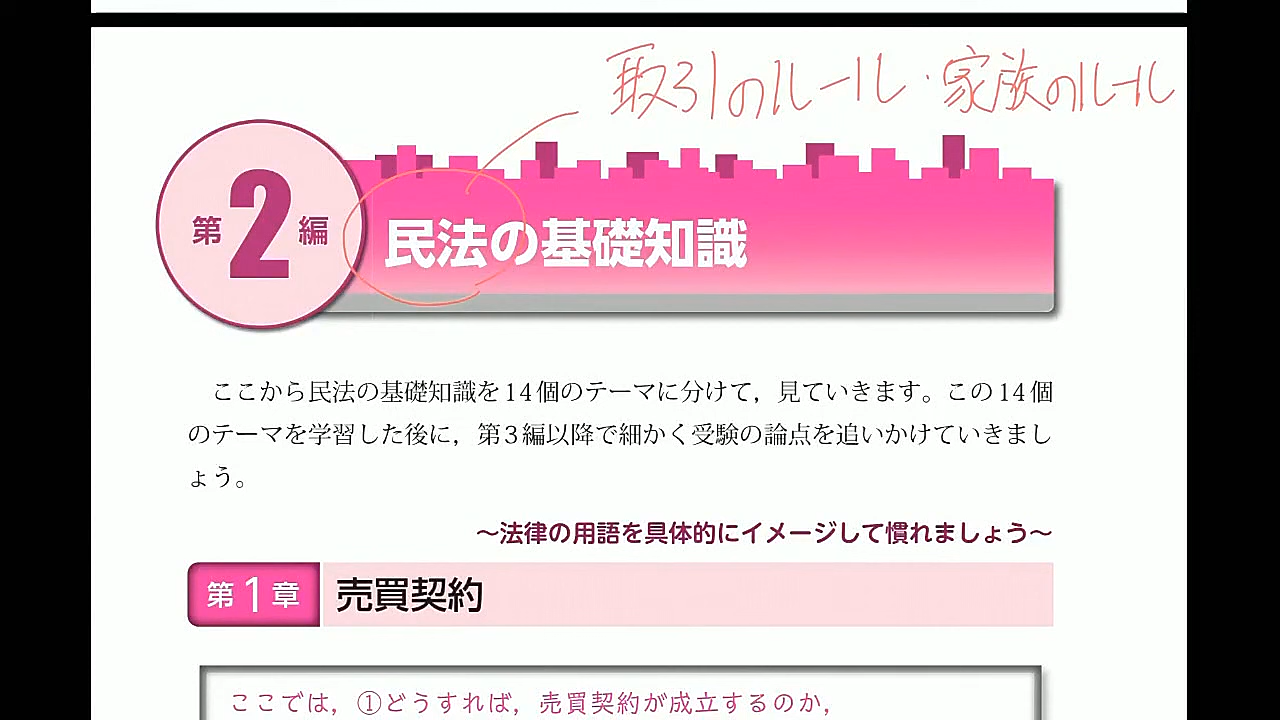 取引のルール・家族のルール
第2編 民法の基礎知識
ここから民法の基礎知識を14個のテーマに分けて，見ていきます。この14個
のテーマを学習した後に，第3編以降で細かく受験の論点を追いかけていきまし
ょう。
～法律の用語を具体的にイメージして慣れましょう～
第1章 売買契約
ここでは，①どうすれば，売買契約が成立するのか，